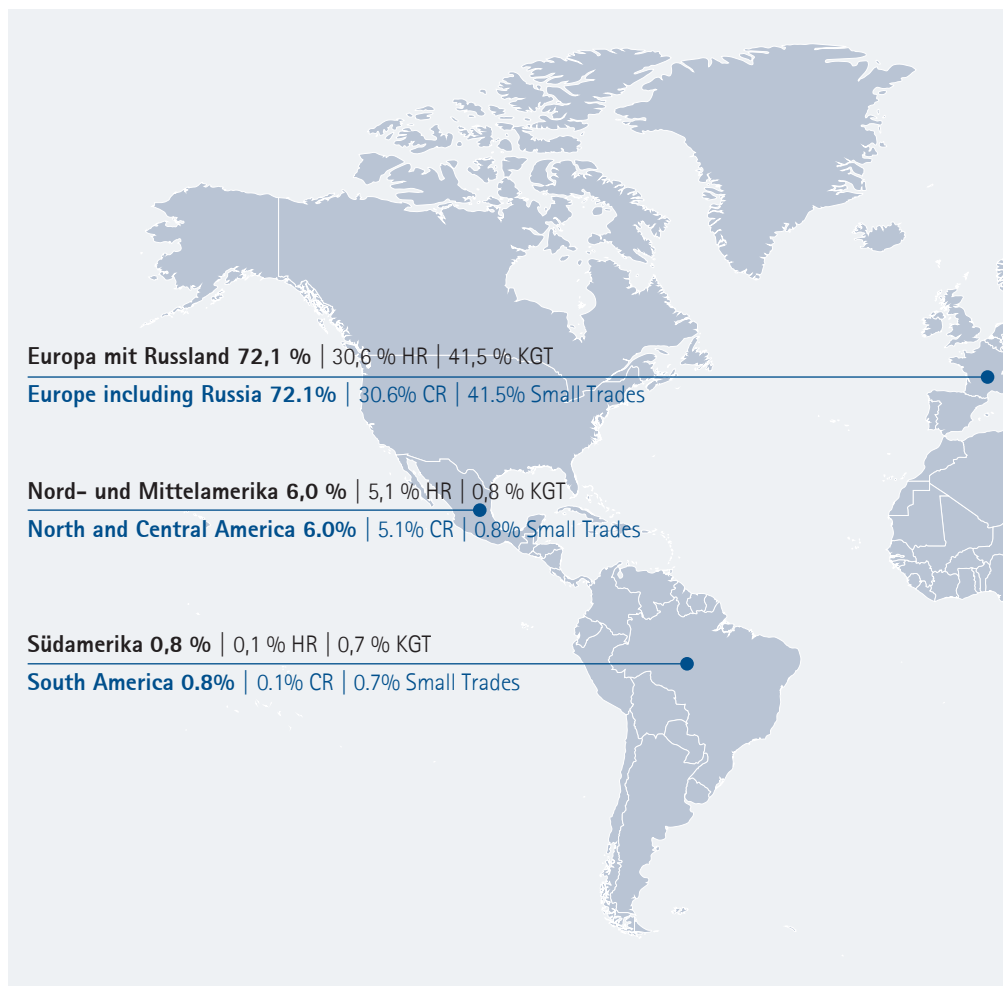 Europa mit Russland 72,1 % | 30,6 % HR | 41,5 % KGT
Europe including Russia 72.1% | 30.6% CR | 41.5% Small Trades
Nord- und Mittelamerika 6,0 % | 5,1 % HR | 0,8 % KGT
North and Central America 6.0% | 5.1% CR | 0.8% Small Trades
Südamerika 0,8 % | 0,1 % HR | 0,7 % KGT
South America 0.8% | 0.1% CR | 0.7% Small Trades